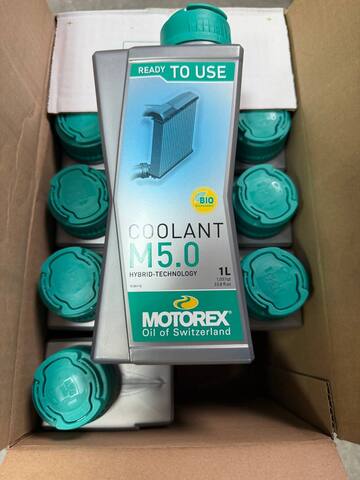 READY TO USE
BIO
COOLANT
M5.0
HYBRID-TECHNOLOGY
1L
MOTOREX
Oil of Switzerland